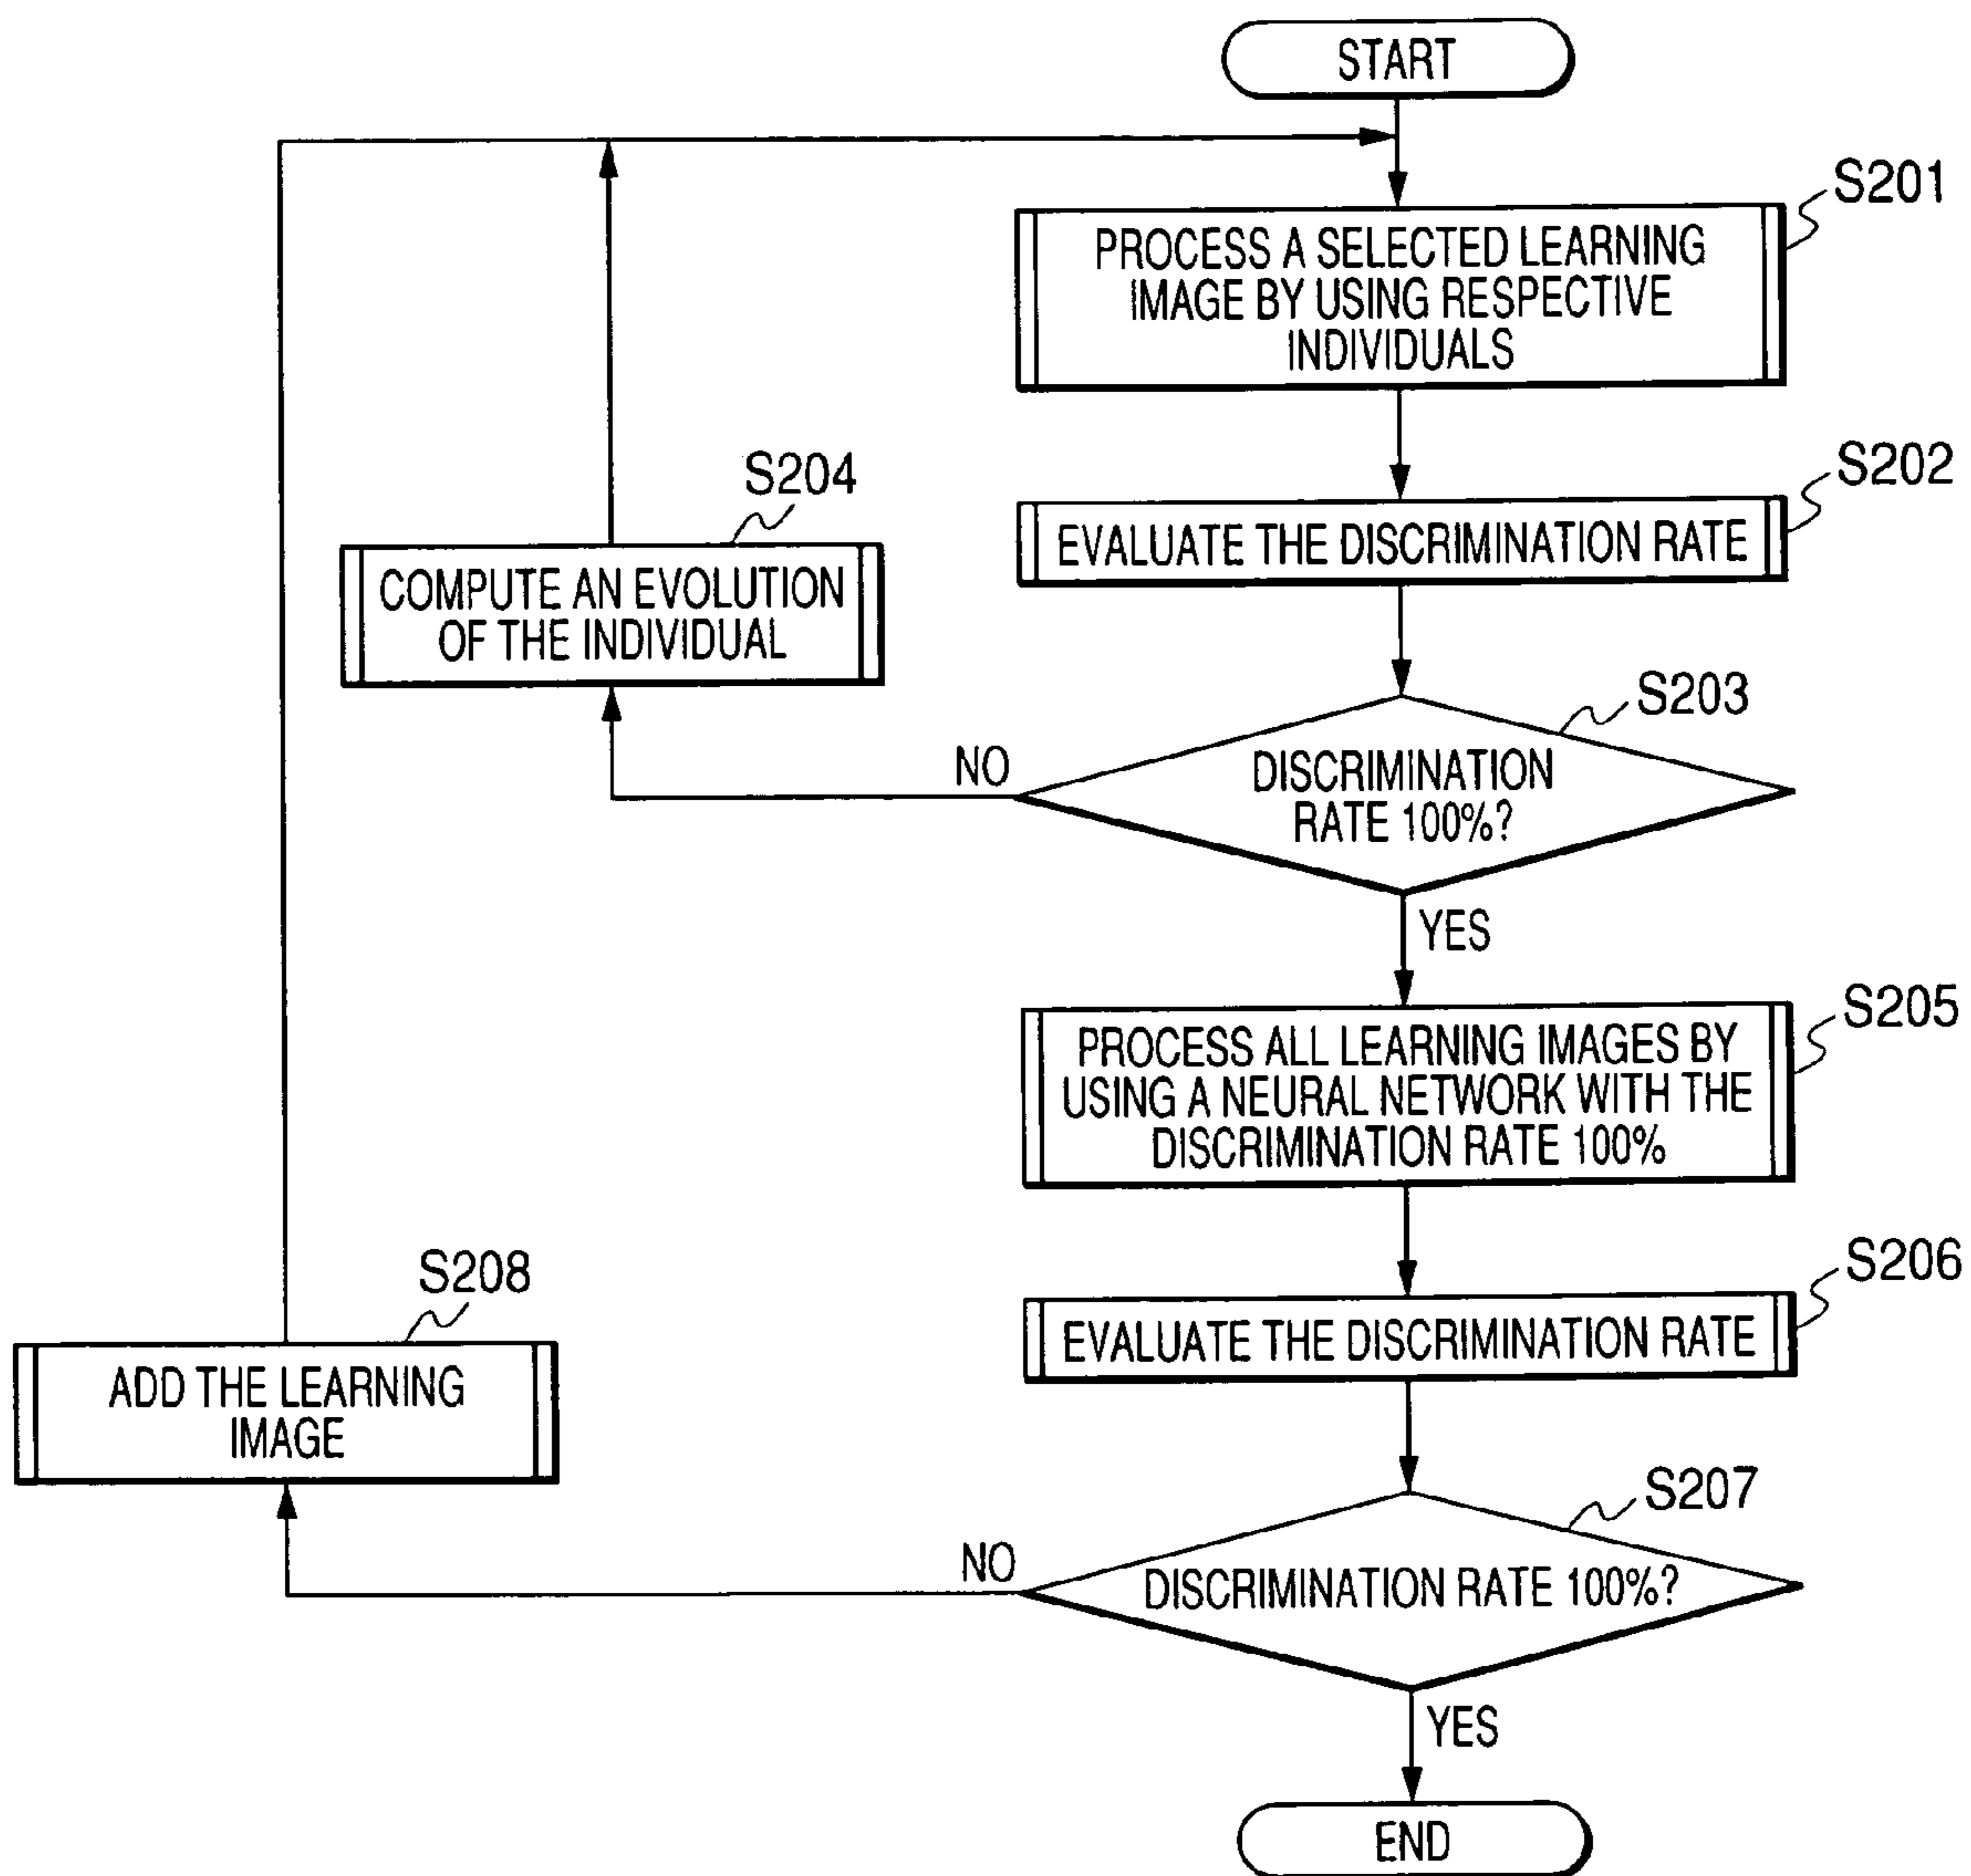 START
S201
PROCESS A SELECTED LEARNING
IMAGE BY USING RESPECTIVE
INDIVIDUALS
S202
EVALUATE THE DISCRIMINATION RATE
S204
COMPUTE AN EVOLUTION
OF THE INDIVIDUAL
S203
NO
DISCRIMINATION
RATE 100%?
YES
S205
PROCESS ALL LEARNING IMAGES BY
USING A NEURAL NETWORK WITH THE
DISCRIMINATION RATE 100%
S206
EVALUATE THE DISCRIMINATION RATE
S208
ADD THE LEARNING
IMAGE
S207
NO
DISCRIMINATION RATE 100%?
YES
END